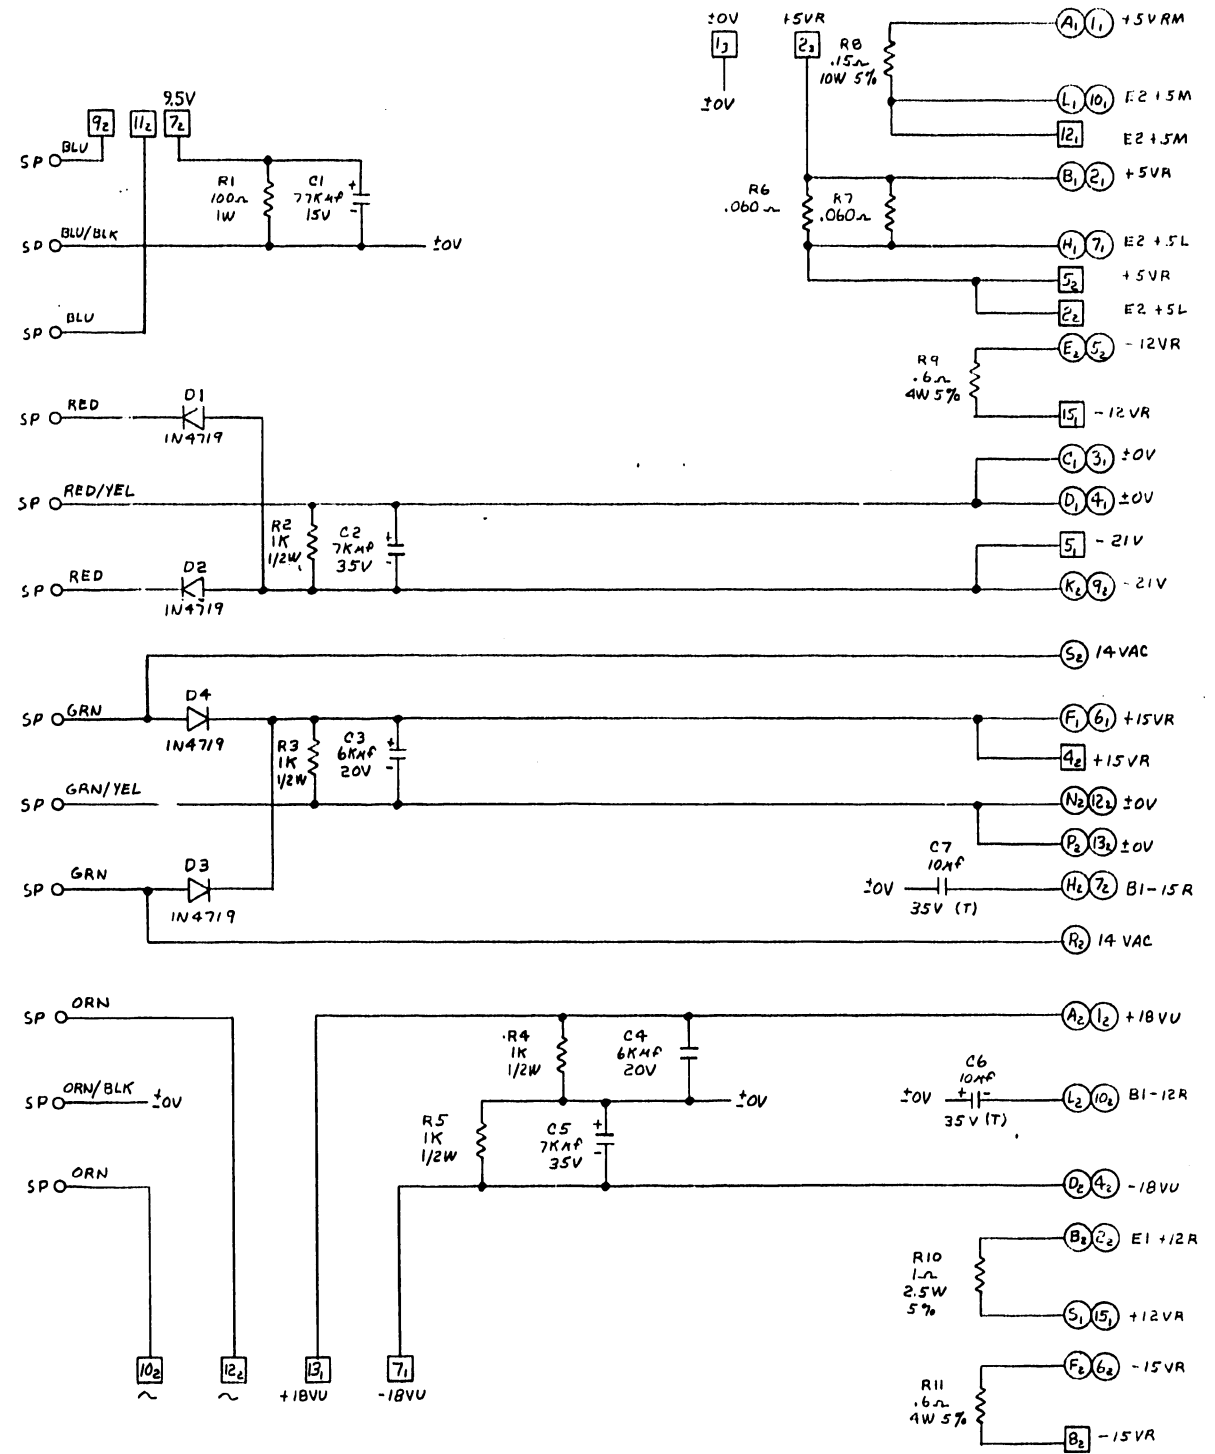 ±0V
1₃
±0V
+5VR
2₃
R8
.15Ω
10W 5%
A₁ 1₁ +5VRM
L₁ 10₁ E2 +5M
12₁ E2 +5M
9.5V
9₂ 11₂ 7₂
SP BLU
R1
100Ω
1W
C1
77Kµf
15V
+
-
SP BLU/BLK
±0V
SP BLU
R6
.060Ω
R7
.060Ω
B₁ 2₁ +5VR
H₁ 7₁ E2 +5L
5₂ +5VR
2₂ E2 +5L
R9
.6Ω
4W 5%
E₂ 5₂ -12VR
15₁ -12VR
SP RED
D1
1N4719
C₁ 3₁ ±0V
SP RED/YEL
D₁ 4₁ ±0V
R2
1K
1/2W
C2
7Kµf
35V
+
-
5₁ -21V
SP RED
D2
1N4719
K₂ 9₂ -21V
S₂ 14VAC
SP GRN
D4
1N4719
F₁ 6₁ +15VR
R3
1K
1/2W
C3
6Kµf
20V
+
-
4₂ +15VR
SP GRN/YEL
N₂ 12₂ ±0V
P₂ 13₂ ±0V
SP GRN
D3
1N4719
C7
10µf
±0V
35V (T)
H₂ 7₂ B1-15R
R₂ 14 VAC
SP ORN
R4
1K
1/2W
C4
6Kµf
20V
A₂ 1₂ +18VU
SP ORN/BLK ±0V
±0V
C6
10µf
±0V
+ -
35V (T)
L₂ 10₂ B1-12R
R5
1K
1/2W
C5
7Kµf
35V
+
-
SP ORN
D₂ 4₂ -18VU
R10
1Ω
2.5W
5%
B₂ 2₂ E1 +12R
S₁ 15₁ +12VR
10₂ 12₂ 13₁ 7₁
~ ~ +18VU -18VU
R11
.6Ω
4W 5%
F₂ 6₂ -15VR
8₂ -15VR